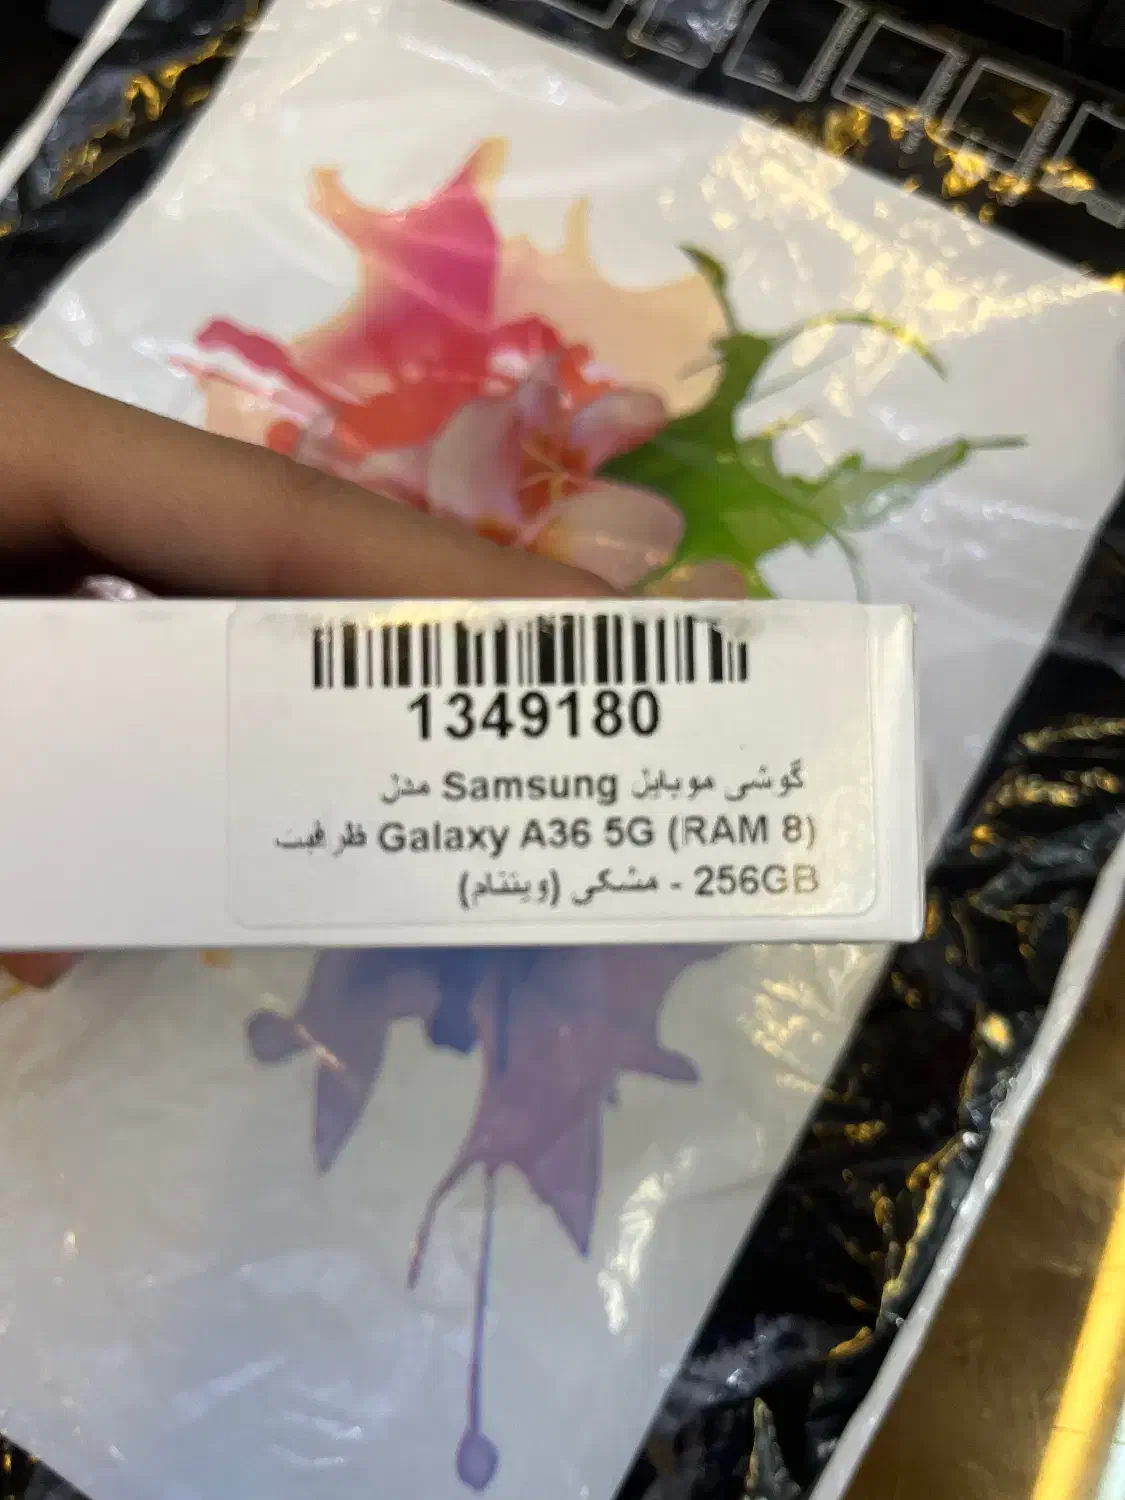 1349180
گوشی موبایل Samsung مدل
Galaxy A36 5G (RAM 8) ظرفیت
256GB - مشکی (ویتنام)